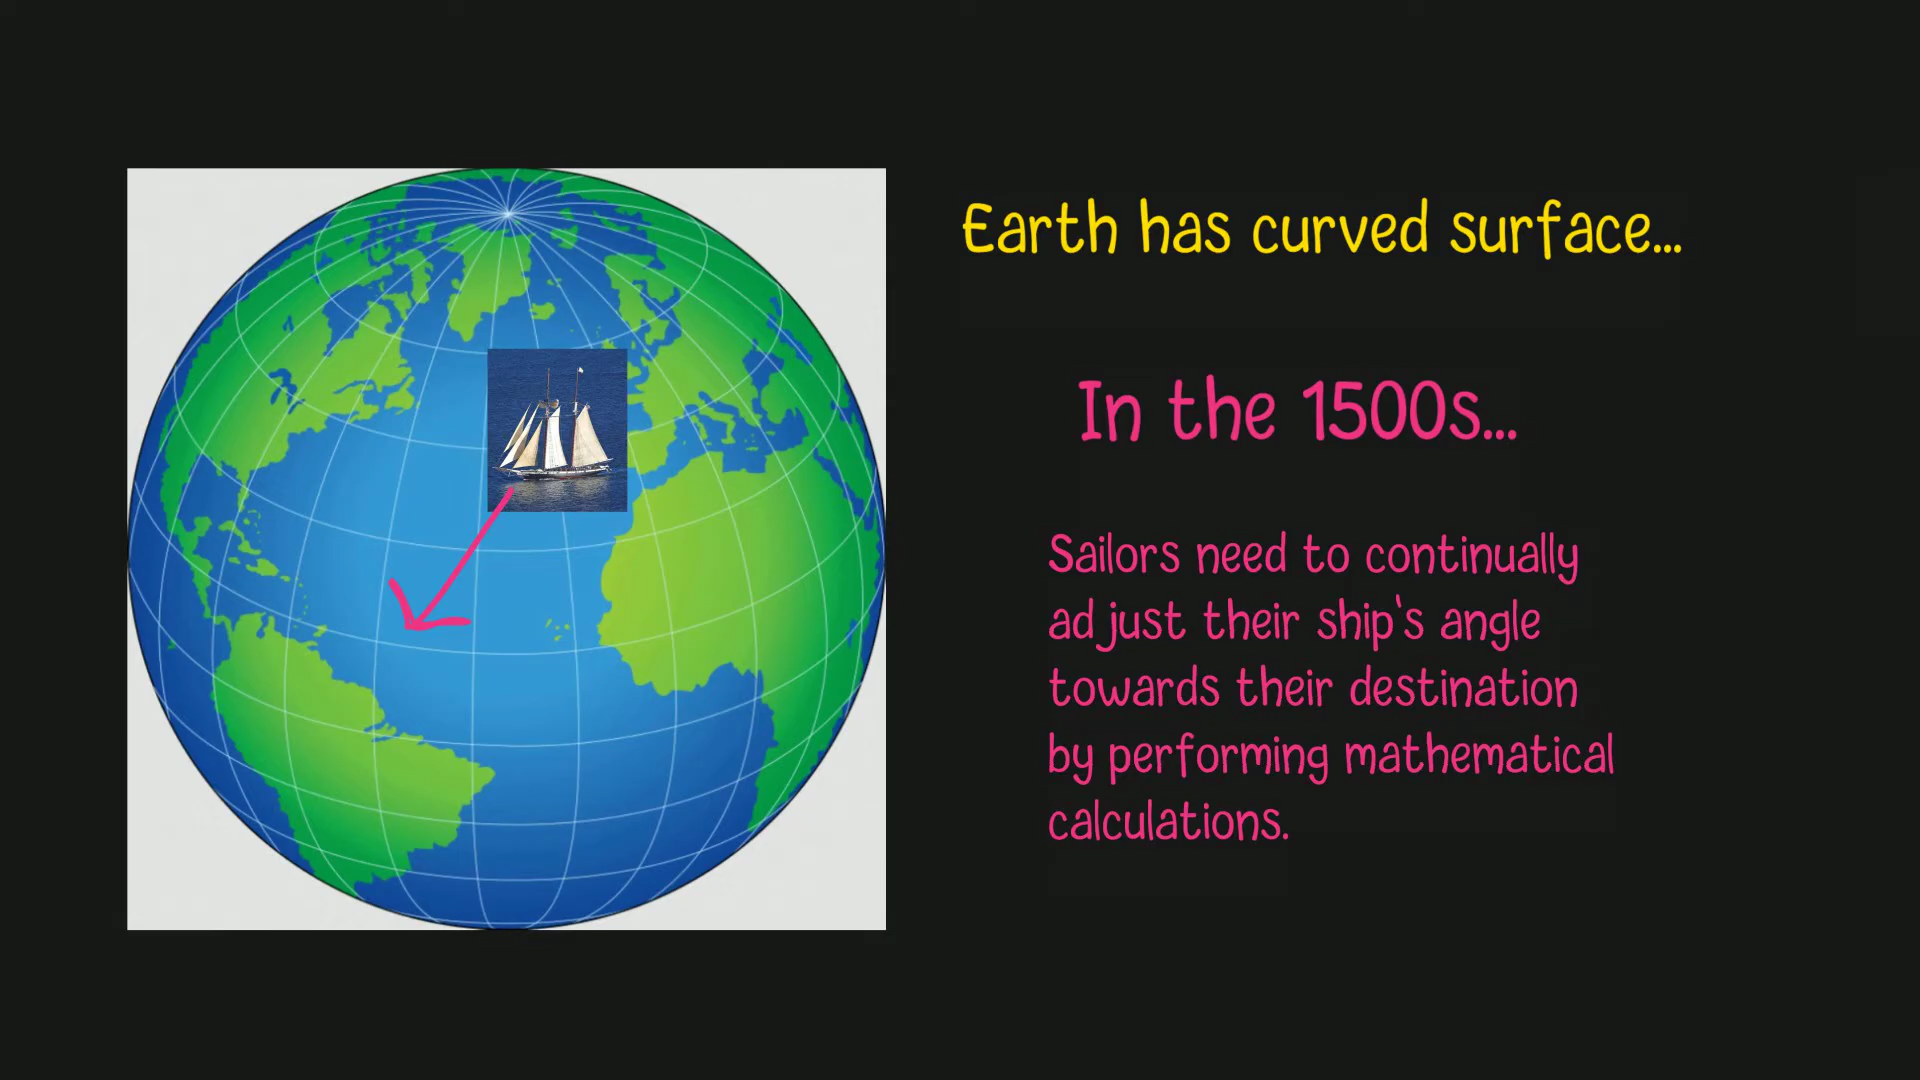 Earth has curved surface...
In the 1500s...
Sailors need to continually
adjust their ship's angle
towards their destination
by performing mathematical
calculations.